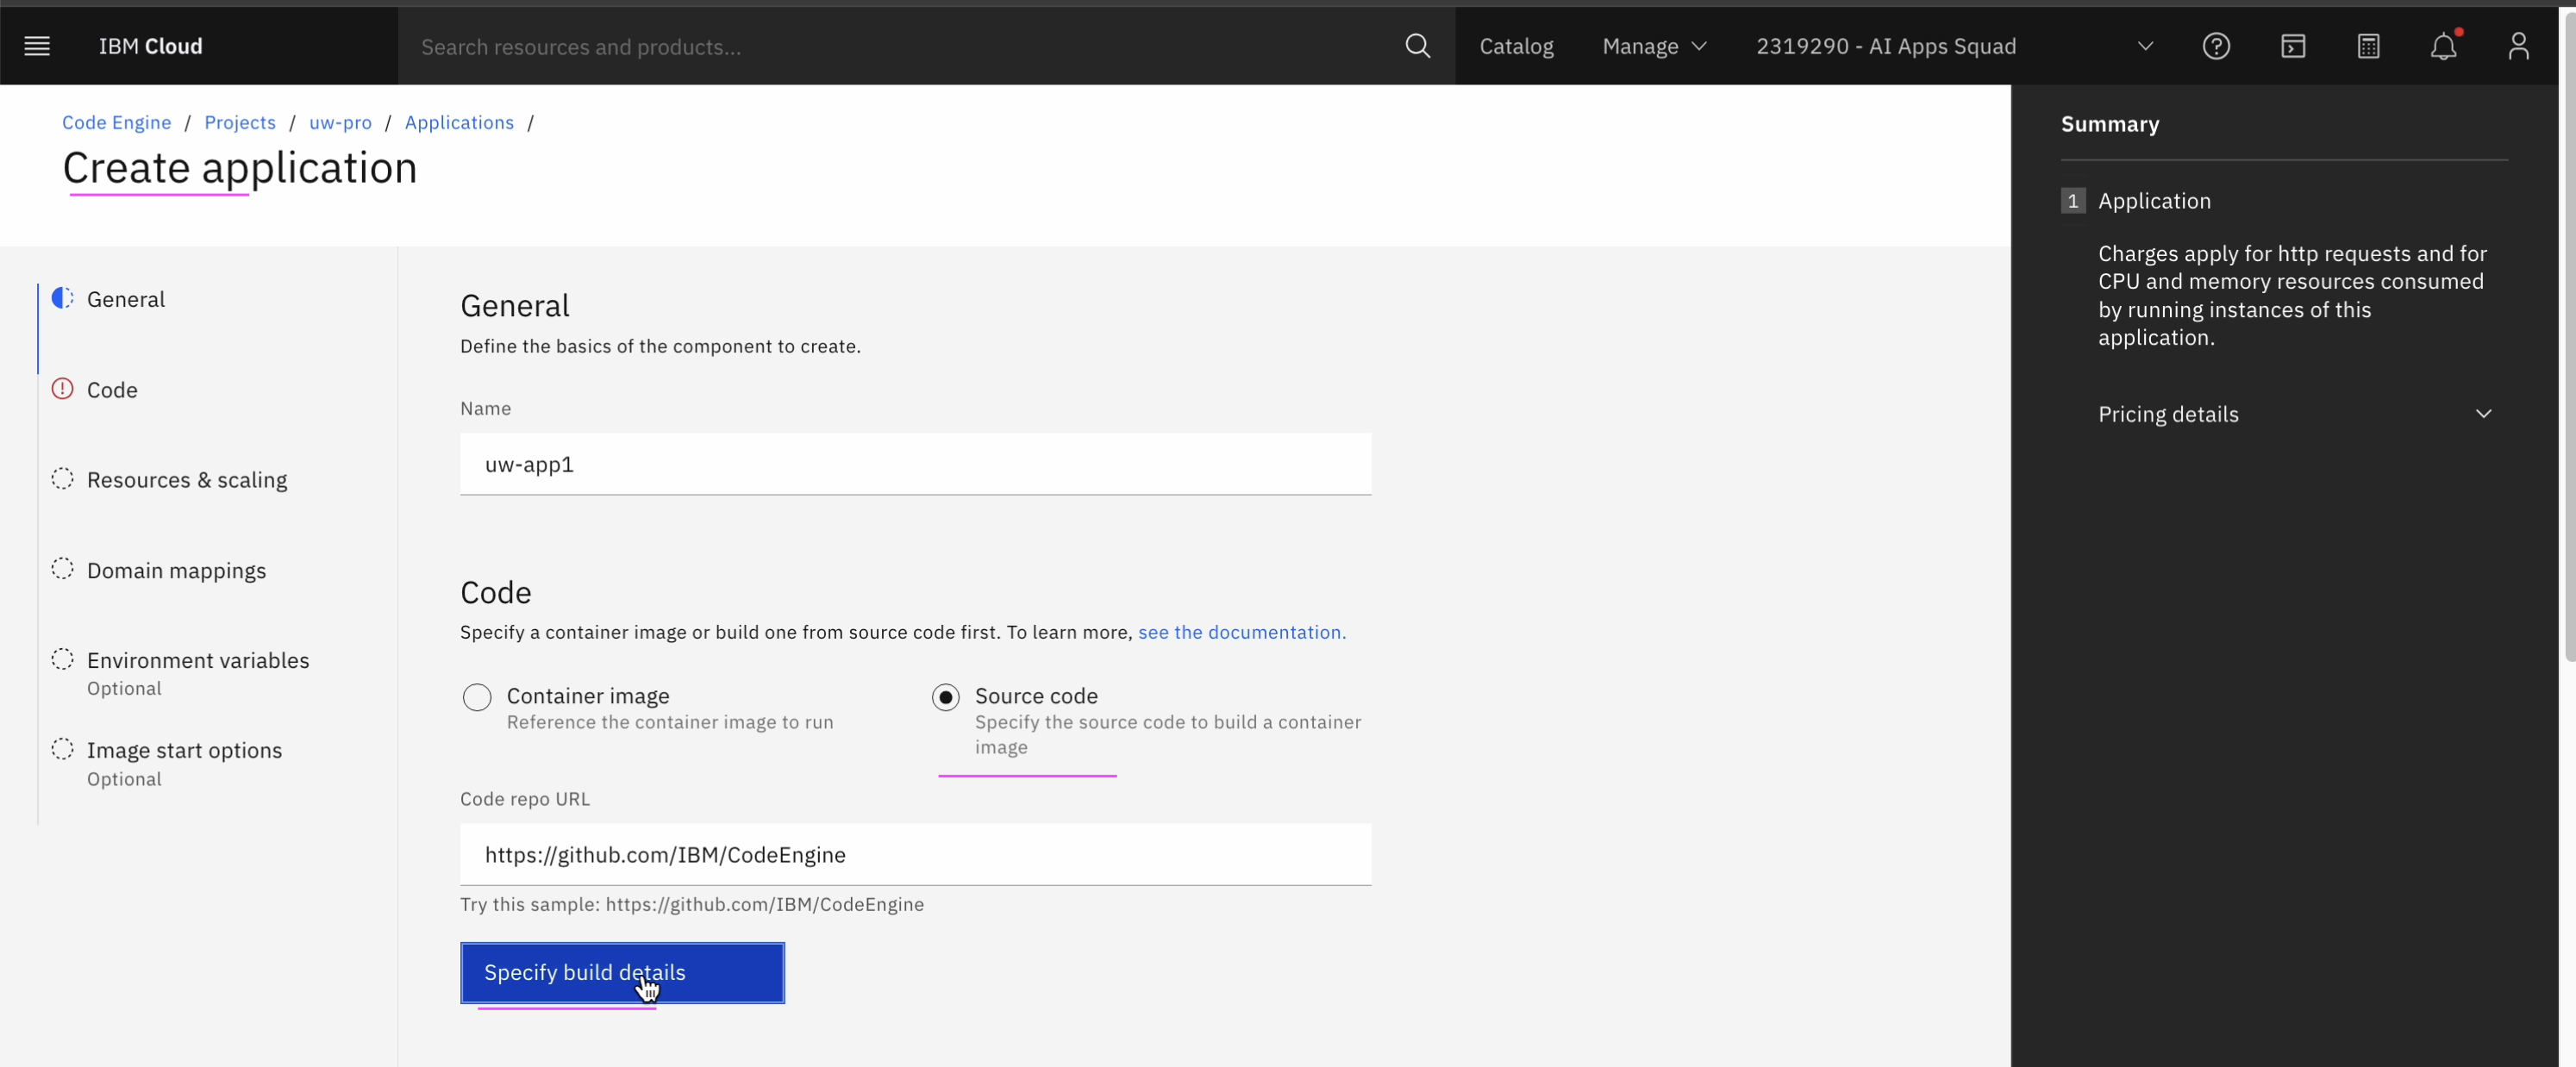 IBM Cloud
Search resources and products...
Catalog
Manage
2319290 - AI Apps Squad
Code Engine / Projects / uw-pro / Applications /
Create application
General
Code
Resources & scaling
Domain mappings
Environment variables
Optional
Image start options
Optional
General
Define the basics of the component to create.
Name
uw-app1
Code
Specify a container image or build one from source code first. To learn more, see the documentation.
Container image
Reference the container image to run
Source code
Specify the source code to build a container
image
Code repo URL
https://github.com/IBM/CodeEngine
Try this sample: https://github.com/IBM/CodeEngine
Specify build details
Summary
1 Application
Charges apply for http requests and for
CPU and memory resources consumed
by running instances of this
application.
Pricing details